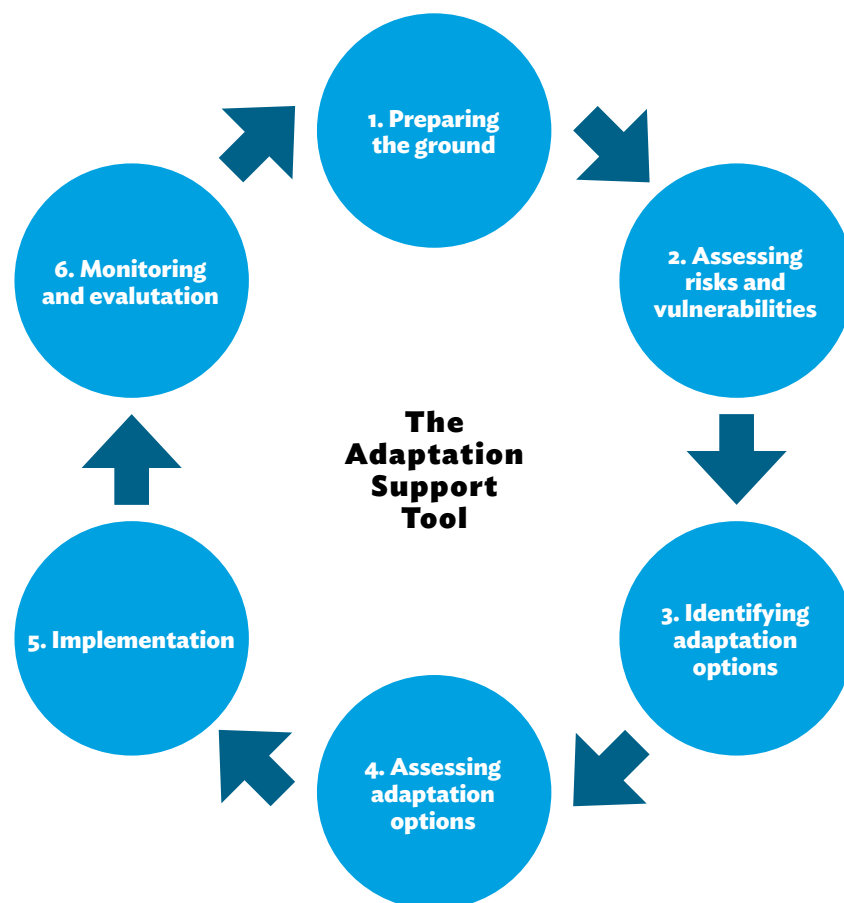 1. Preparing
the ground
2. Assessing
risks and
vulnerabilities
3. Identifying
adaptation
options
4. Assessing
adaptation
options
5. Implementation
6. Monitoring
and evalutation
The
Adaptation
Support
Tool